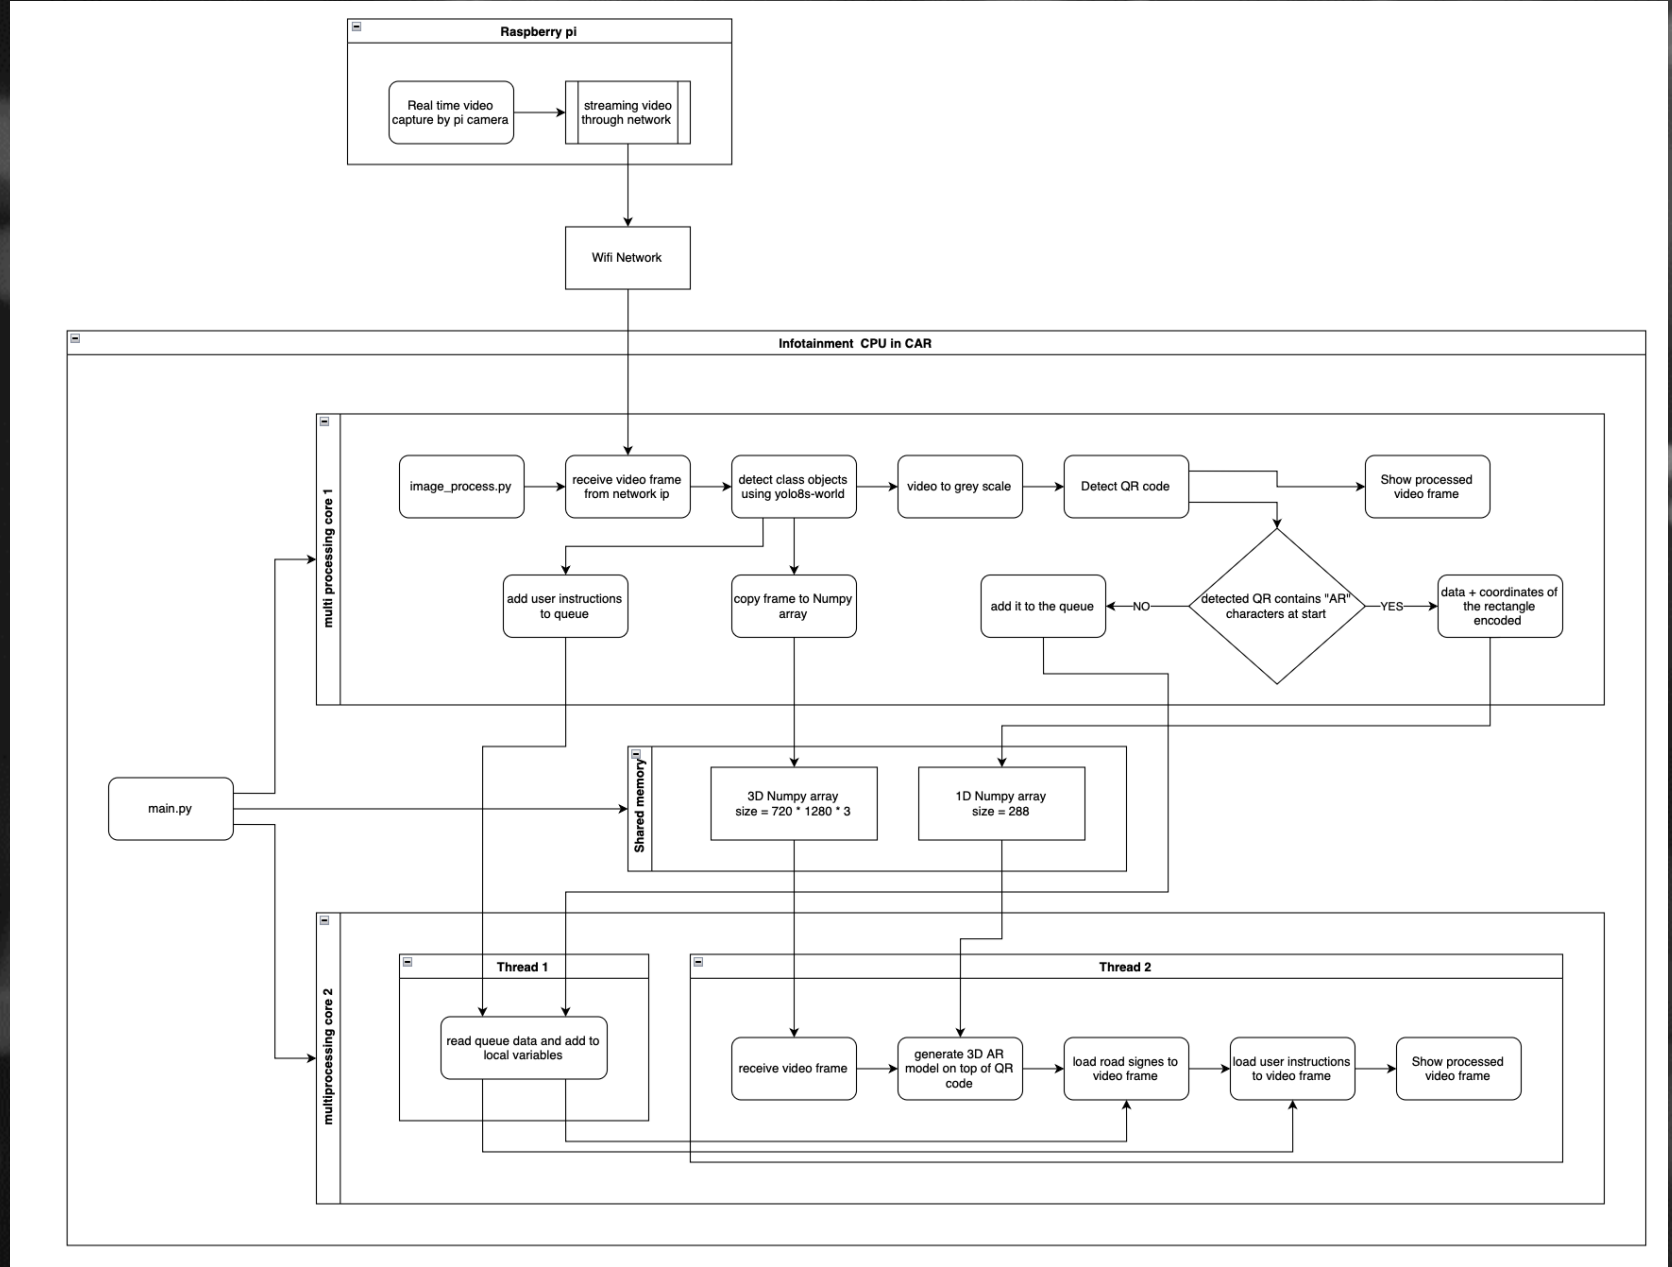 Raspberry pi
Real time video
capture by pi camera
streaming video
through network
Wifi Network
Infotainment  CPU in CAR
multi processing core 1
image_process.py
receive video frame
from network ip
detect class objects
using yolo8s-world
video to grey scale
Detect QR code
Show processed
video frame
add user instructions
to queue
copy frame to Numpy
array
add it to the queue
NO
detected QR contains "AR"
characters at start
YES
data + coordinates of
the rectangle
encoded
main.py
Shared memory
3D Numpy array
size = 720 * 1280 * 3
1D Numpy array
size = 288
multiprocessing core 2
Thread 1
read queue data and add to
local variables
Thread 2
receive video frame
generate 3D AR
model on top of QR
code
load road signes to
video frame
load user instructions
to video frame
Show processed
video frame